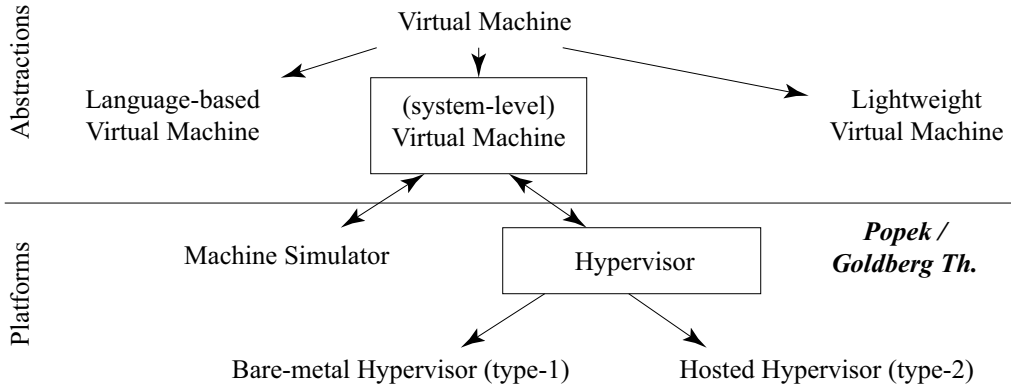 Abstractions
Virtual Machine
Language-based
Virtual Machine
(system-level)
Virtual Machine
Lightweight
Virtual Machine
Platforms
Machine Simulator
Hypervisor
Popek /
Goldberg Th.
Bare-metal Hypervisor (type-1)
Hosted Hypervisor (type-2)